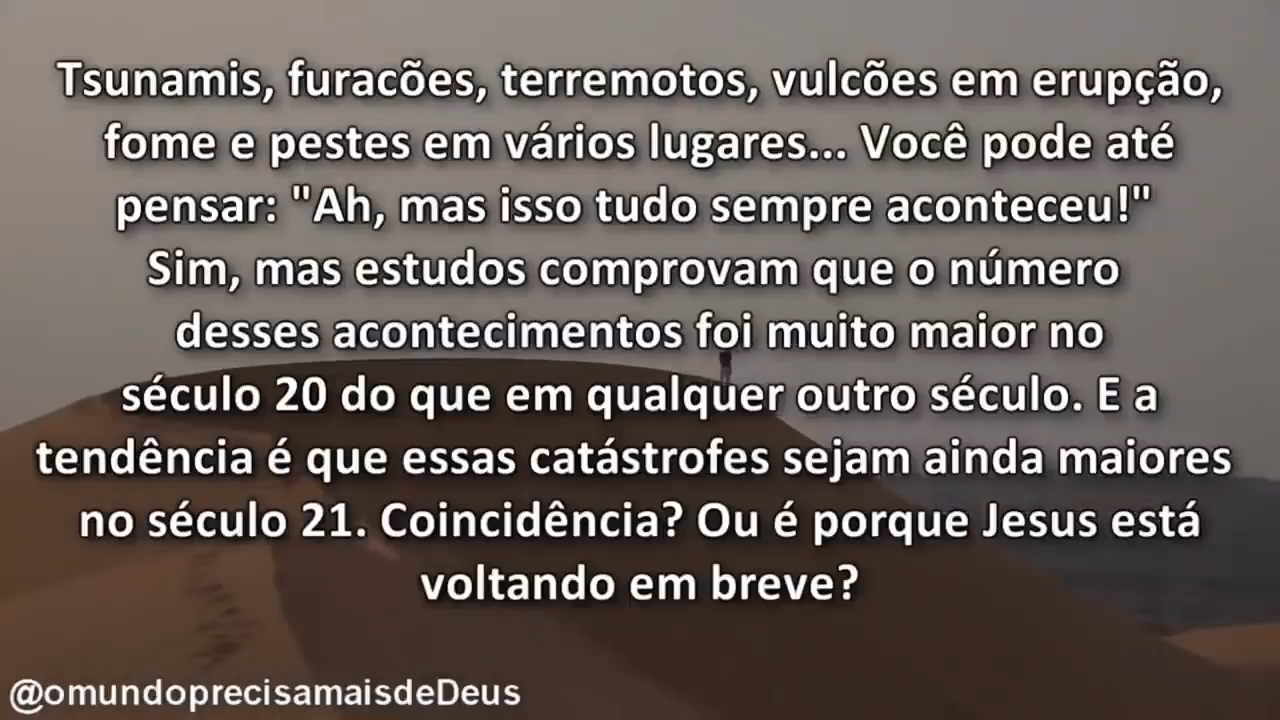 Tsunamis, furacões, terremotos, vulcões em erupção,
fome e pestes em vários lugares... Você pode até
pensar: "Ah, mas isso tudo sempre aconteceu!"
Sim, mas estudos comprovam que o número
desses acontecimentos foi muito maior no
século 20 do que em qualquer outro século. E a
tendência é que essas catástrofes sejam ainda maiores
no século 21. Coincidência? Ou é porque Jesus está
voltando em breve?
@omundoprecisamaisdeDeus